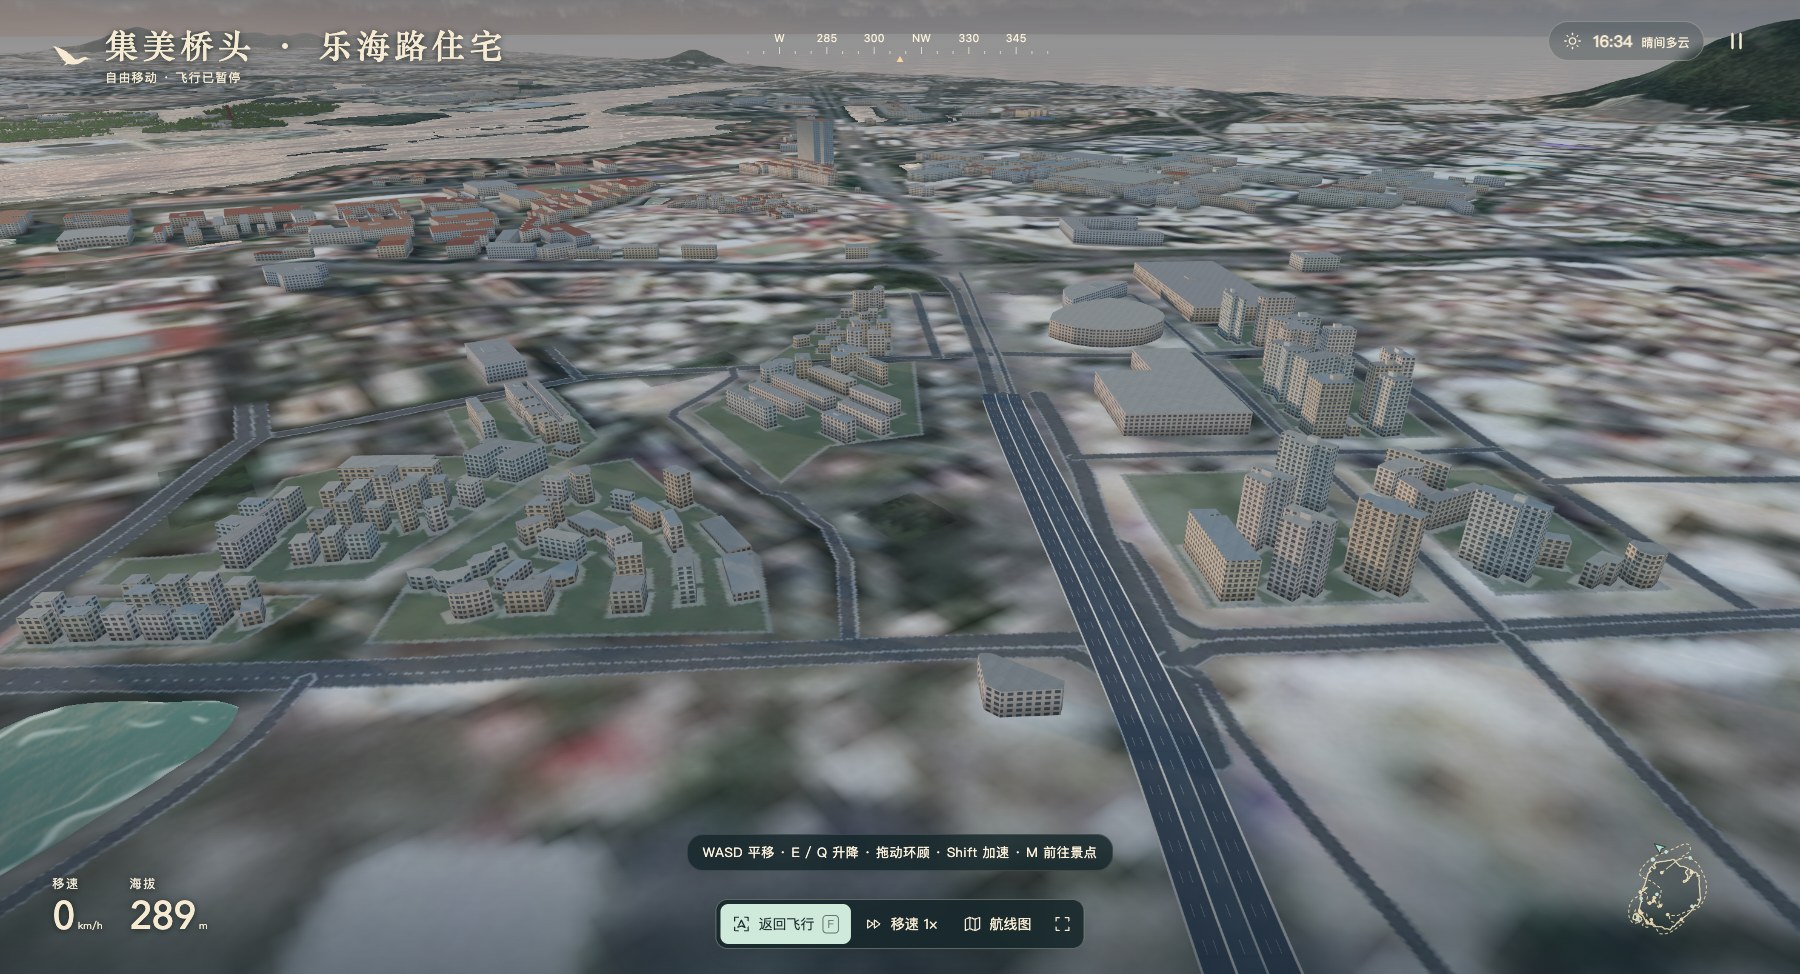 集美桥头 · 乐海路住宅
自由移动 · 飞行已暂停
W 285 300 NW 330 345
16:34 晴间多云
WASD 平移 · E / Q 升降 · 拖动环顾 · Shift 加速 · M 前往景点
移速 海拔
0 km/h 289 m
返回飞行 F 移速 1x 航线图